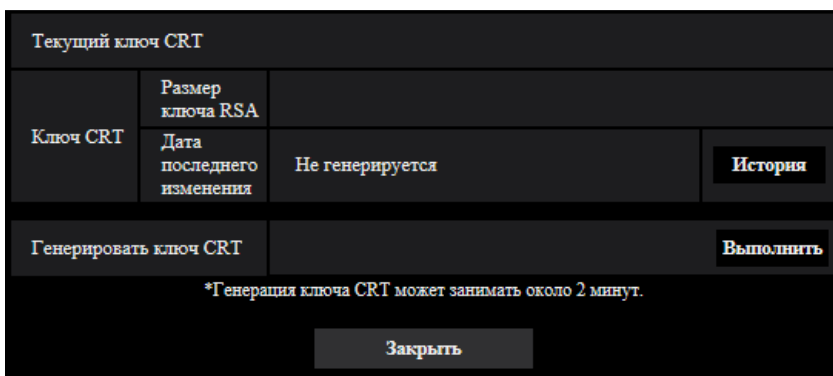 Текущий ключ CRT
Ключ CRT
Размер
ключа RSA
Дата
последнего
изменения
Не генерируется
История
Генерировать ключ CRT
Выполнить
*Генерация ключа CRT может занимать около 2 минут.
Закрыть